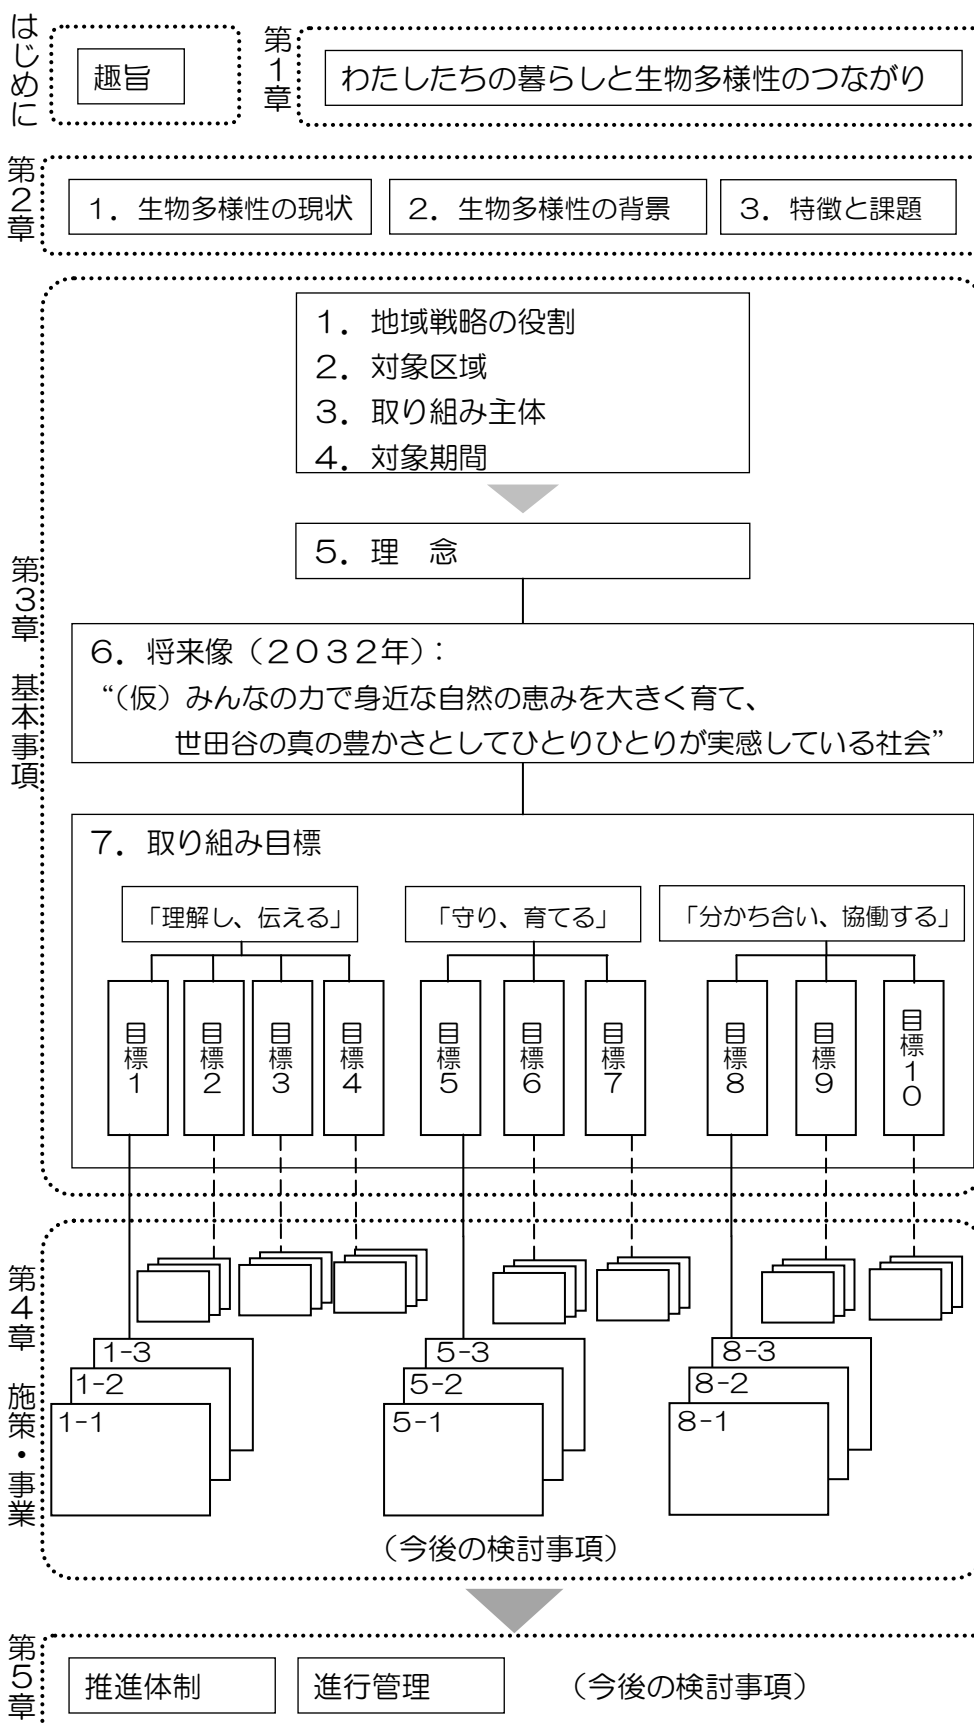 はじめに
趣旨
第1章
わたしたちの暮らしと生物多様性のつながり
第2章
1．生物多様性の現状
2．生物多様性の背景
3．特徴と課題
第3章　基本事項
1．地域戦略の役割
2．対象区域
3．取り組み主体
4．対象期間
5．理　念
6．将来像（2032年）：
“（仮）みんなの力で身近な自然の恵みを大きく育て、
世田谷の真の豊かさとしてひとりひとりが実感している社会”
7．取り組み目標
「理解し、伝える」
「守り、育てる」
「分かち合い、協働する」
目標1
目標2
目標3
目標4
目標5
目標6
目標7
目標8
目標9
目標10
第4章　施策・事業
1-3
1-2
1-1
5-3
5-2
5-1
8-3
8-2
8-1
（今後の検討事項）
第5章
推進体制
進行管理
（今後の検討事項）